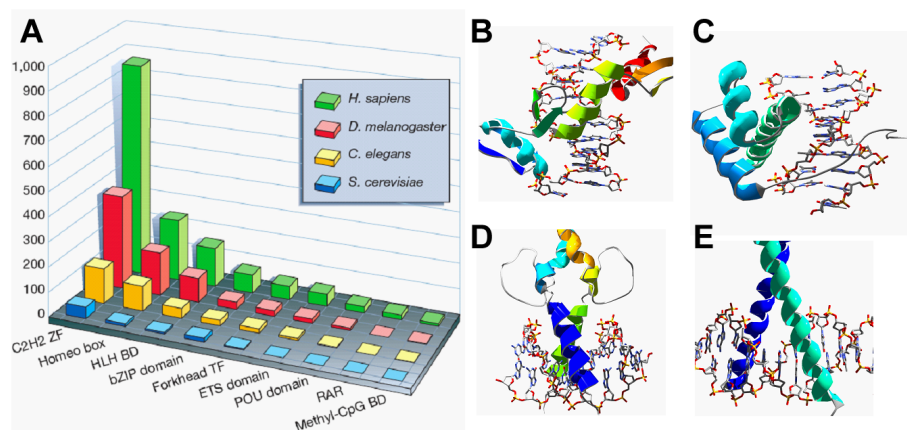 A
1,000
900
800
700
600
500
400
300
200
100
0
H. sapiens
D. melanogaster
C. elegans
S. cerevisiae
C2H2 ZF
Homeo box
HLH BD
bZIP domain
Forkhead TF
ETS domain
POU domain
RAR
Methyl-CpG BD
B
C
D
E